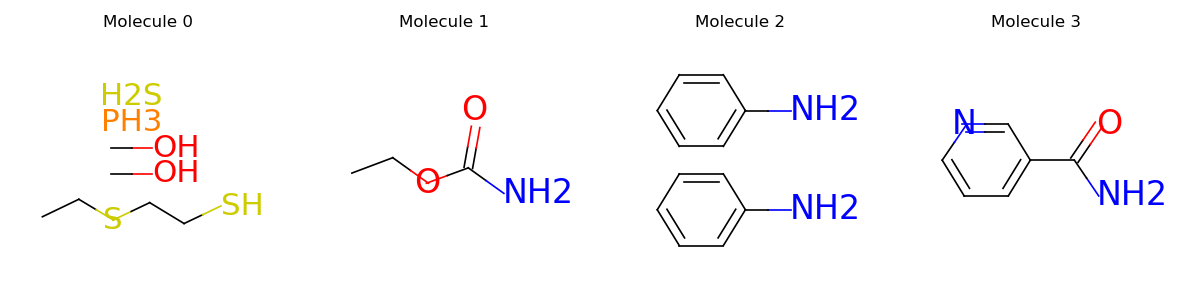 Molecule 0
Molecule 1
Molecule 2
Molecule 3
H2S
PH3
OH
OH
S
SH
O
O
NH2
NH2
NH2
N
O
NH2